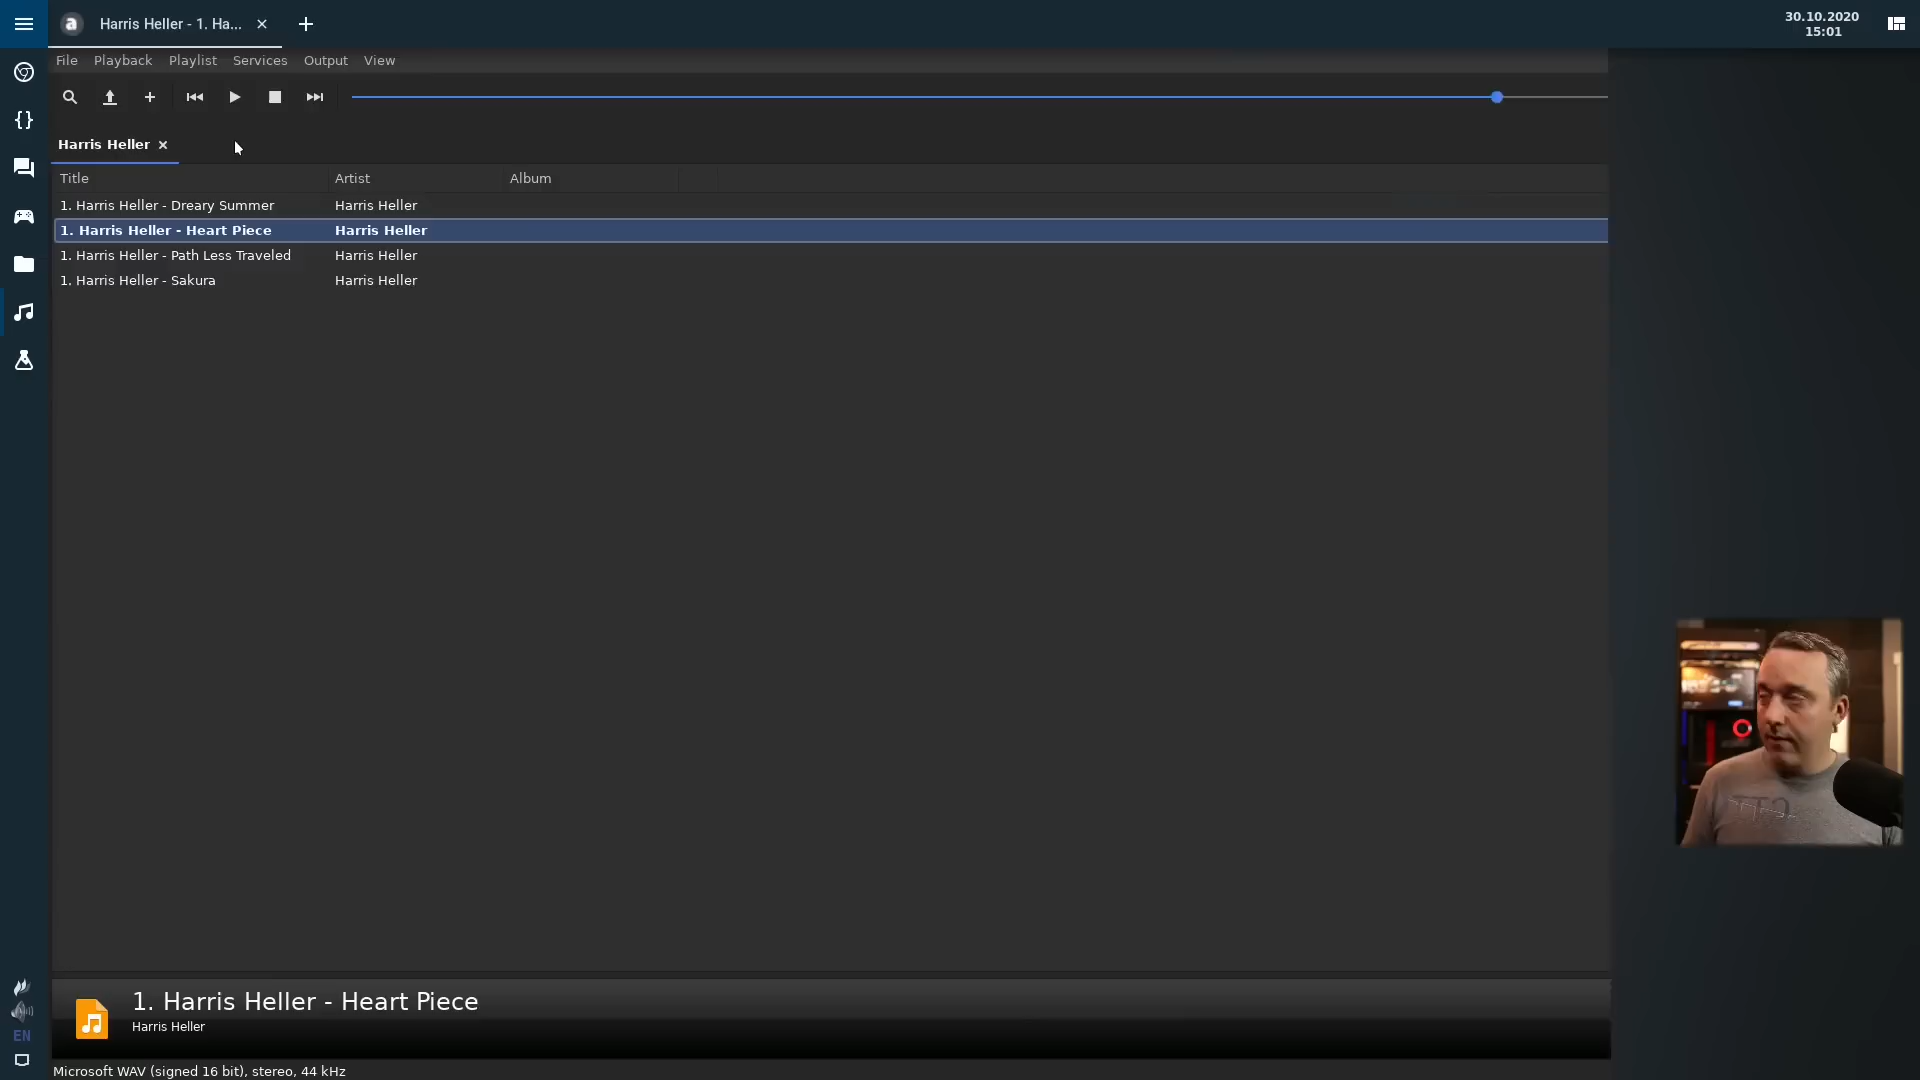 Harris Heller - 1. Ha...
30.10.2020
15:01
File Playback Playlist Services Output View
Harris Heller
Title Artist Album
1. Harris Heller - Dreary Summer Harris Heller
1. Harris Heller - Heart Piece Harris Heller
1. Harris Heller - Path Less Traveled Harris Heller
1. Harris Heller - Sakura Harris Heller
1. Harris Heller - Heart Piece
Harris Heller
EN
Microsoft WAV (signed 16 bit), stereo, 44 kHz